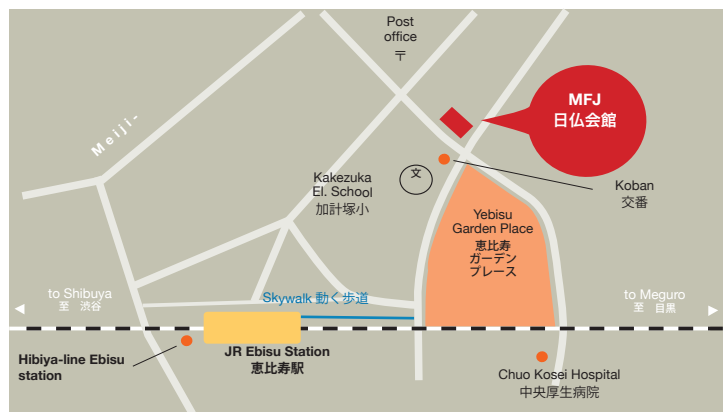 Post
office
〒
MFJ
日仏会館
Meiji-
文
Kakezuka
El. School
加計塚小
Koban
交番
Yebisu
Garden Place
恵比寿
ガーデン
プレース
to Shibuya
至 渋谷
Skywalk 動く歩道
to Meguro
至 目黒
Hibiya-line Ebisu
station
JR Ebisu Station
恵比寿駅
Chuo Kosei Hospital
中央厚生病院